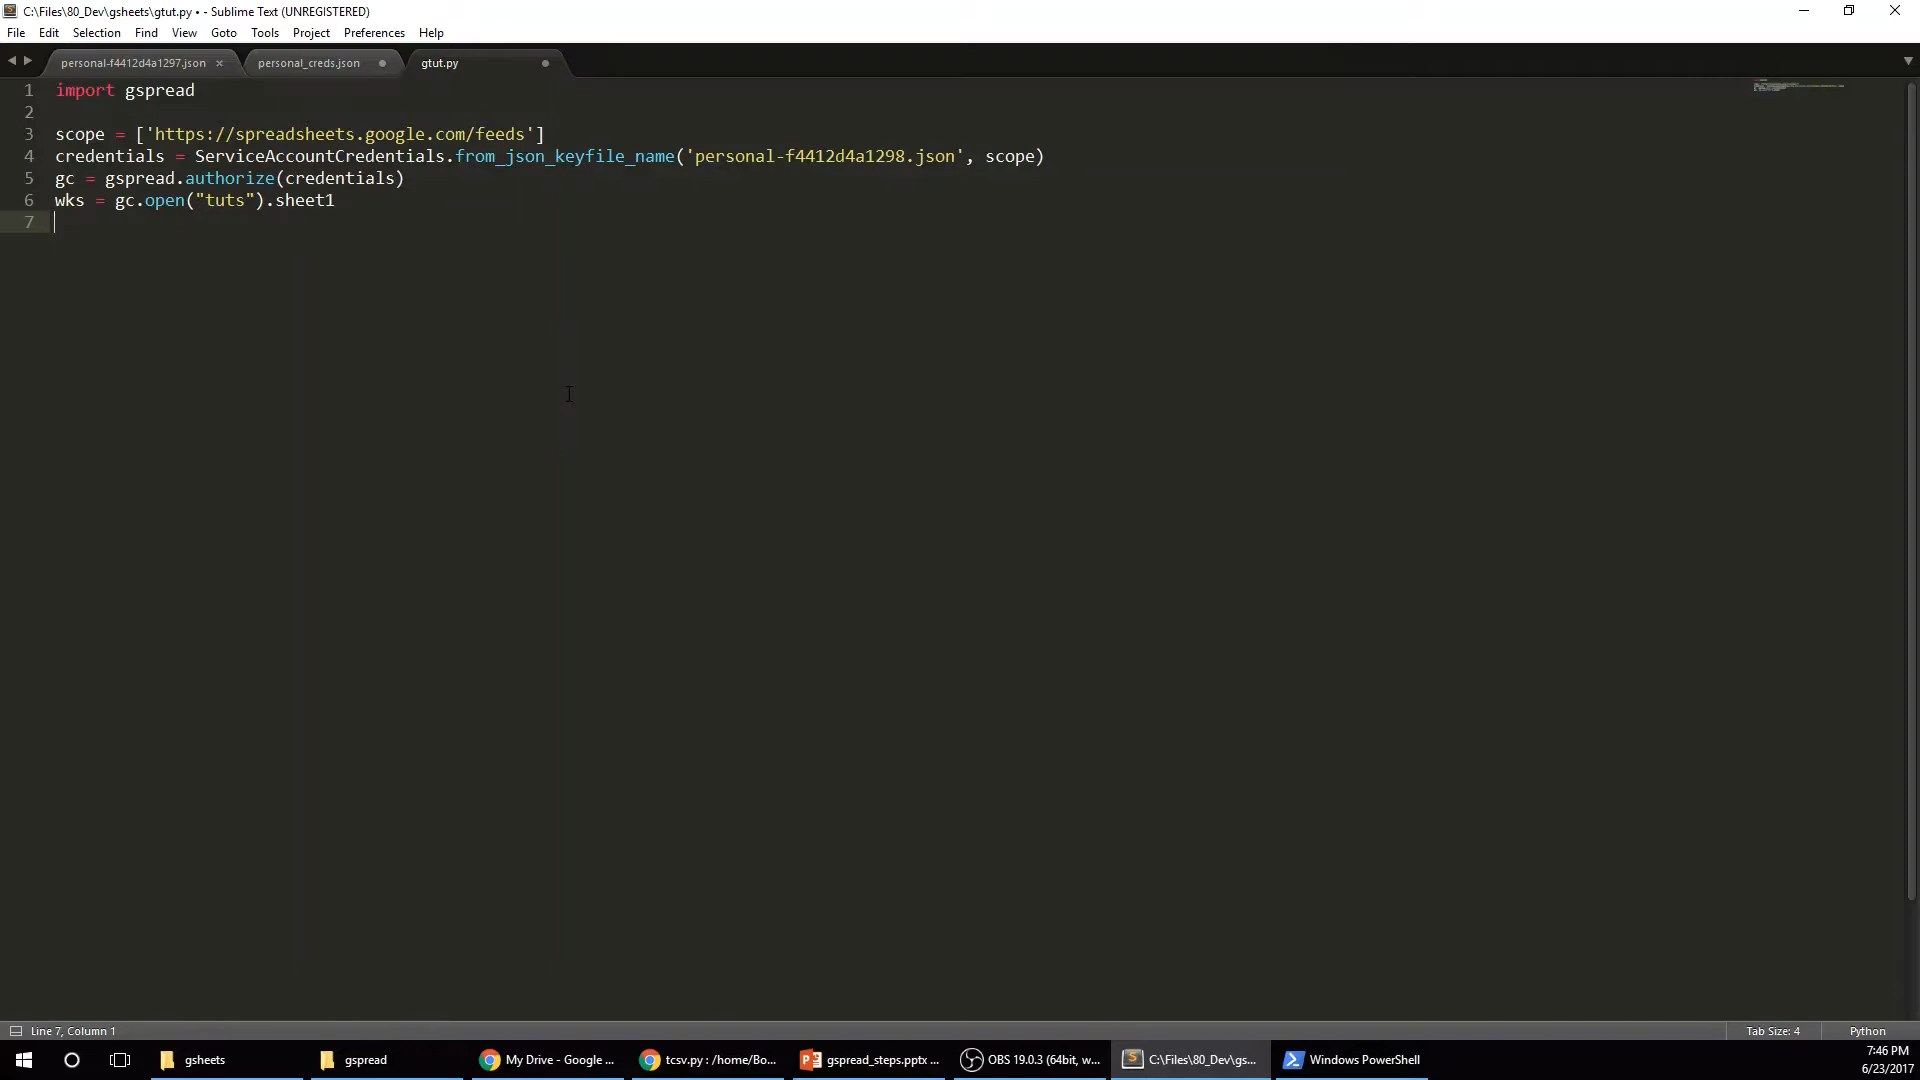 C:\Files\80_Dev\gsheets\gtut.py • - Sublime Text (UNREGISTERED)
File Edit Selection Find View Goto Tools Project Preferences Help
personal-f4412d4a1297.json × personal_creds.json gtut.py
1 import gspread
2
3 scope = ['https://spreadsheets.google.com/feeds']
4 credentials = ServiceAccountCredentials.from_json_keyfile_name('personal-f4412d4a1298.json', scope)
5 gc = gspread.authorize(credentials)
6 wks = gc.open("tuts").sheet1
7
Line 7, Column 1 Tab Size: 4 Python
gsheets gspread My Drive - Google ... tcsv.py : /home/Bo... gspread_steps.pptx ... OBS 19.0.3 (64bit, w... C:\Files\80_Dev\gs... Windows PowerShell 7:46 PM
6/23/2017